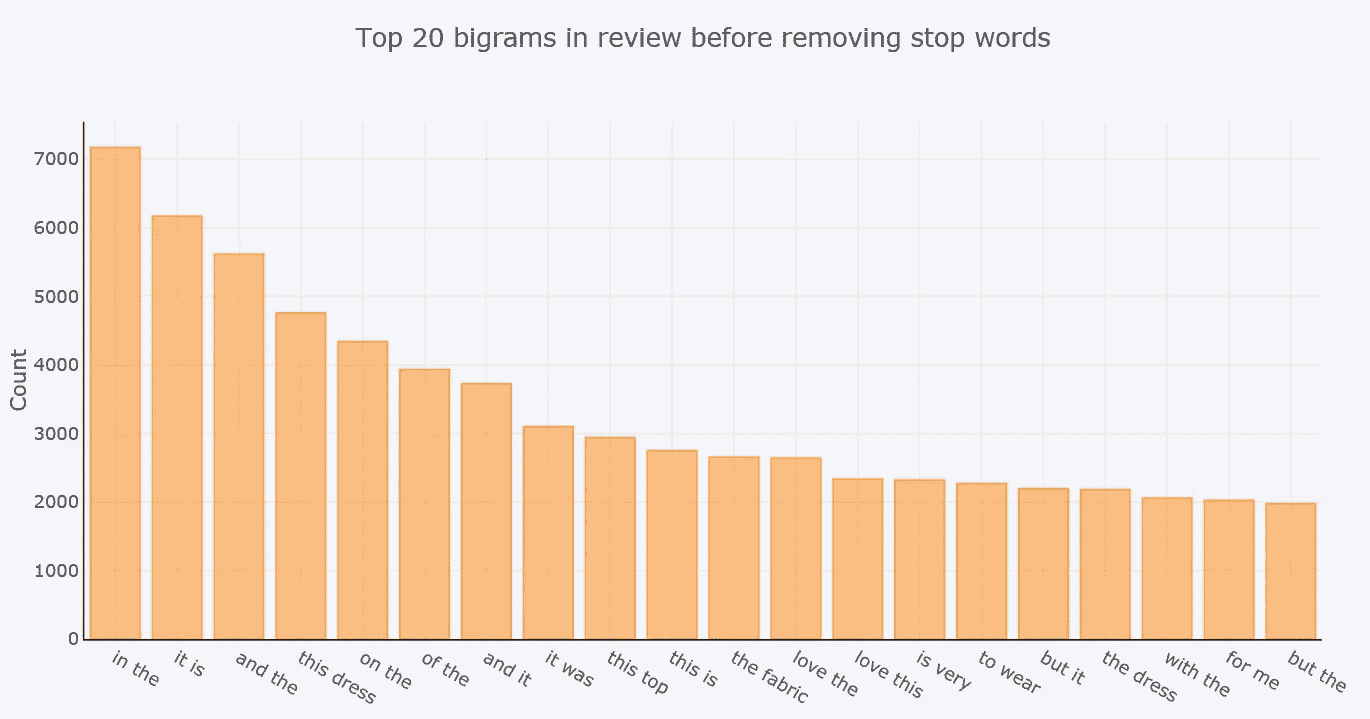 Top 20 bigrams in review before removing stop words
Count
7000
6000
5000
4000
3000
2000
1000
0
in the
it is
and the
this dress
on the
of the
and it
it was
this top
this is
the fabric
love the
love this
is very
to wear
but it
the dress
with the
for me
but the